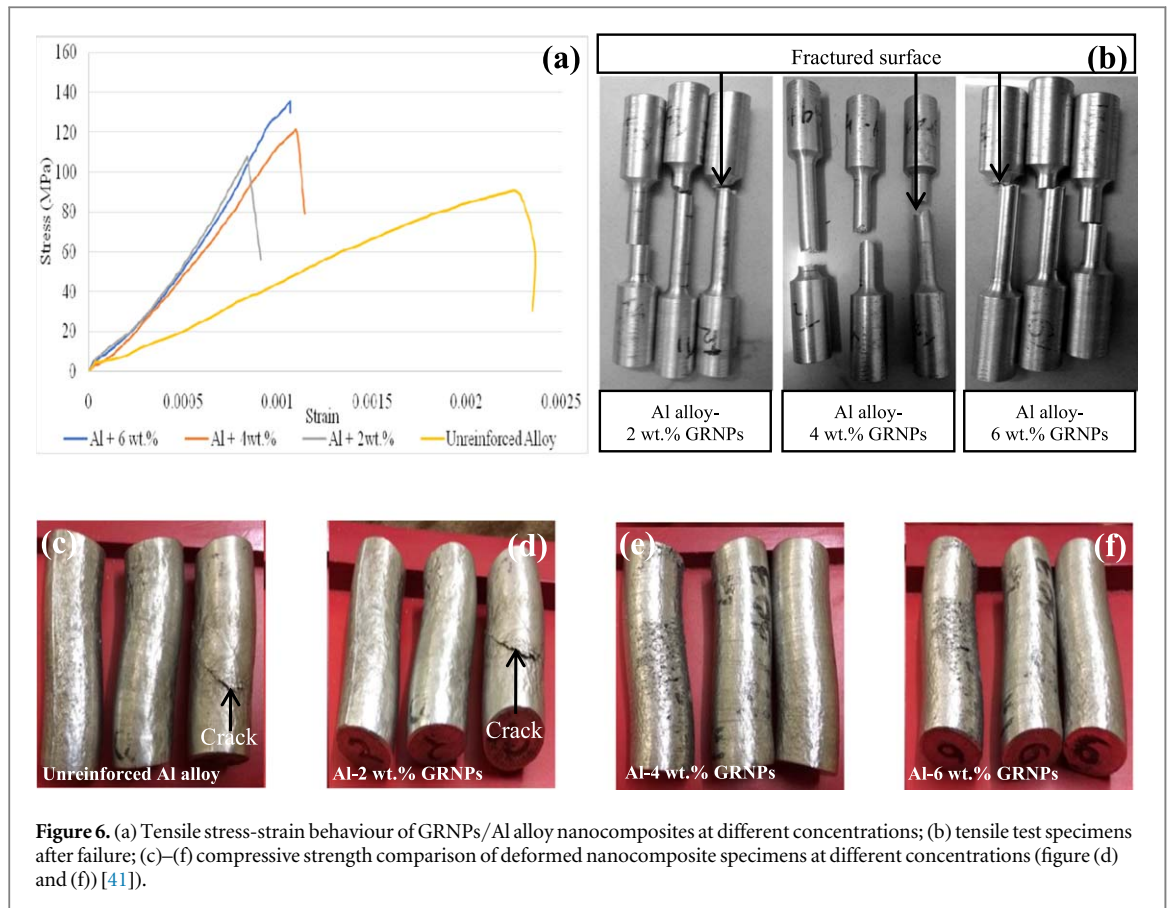 (a)
160
140
120
100
80
60
40
20
0
Stress (MPa)
0
0.0005
0.001
0.0015
0.002
0.0025
Strain
Al + 6 wt.%
Al + 4wt.%
Al + 2wt.%
Unreinforced Alloy
Fractured surface
(b)
Al alloy-
2 wt.% GRNPs
Al alloy-
4 wt.% GRNPs
Al alloy-
6 wt.% GRNPs
(c)
Crack
Unreinforced Al alloy
(d)
Crack
2
Al-2 wt.% GRNPs
(e)
Al-4 wt.% GRNPs
(f)
6
6
6
Al-6 wt.% GRNPs
Figure 6. (a) Tensile stress-strain behaviour of GRNPs/Al alloy nanocomposites at different concentrations; (b) tensile test specimens
after failure; (c)–(f) compressive strength comparison of deformed nanocomposite specimens at different concentrations (figure (d)
and (f)) [41]).